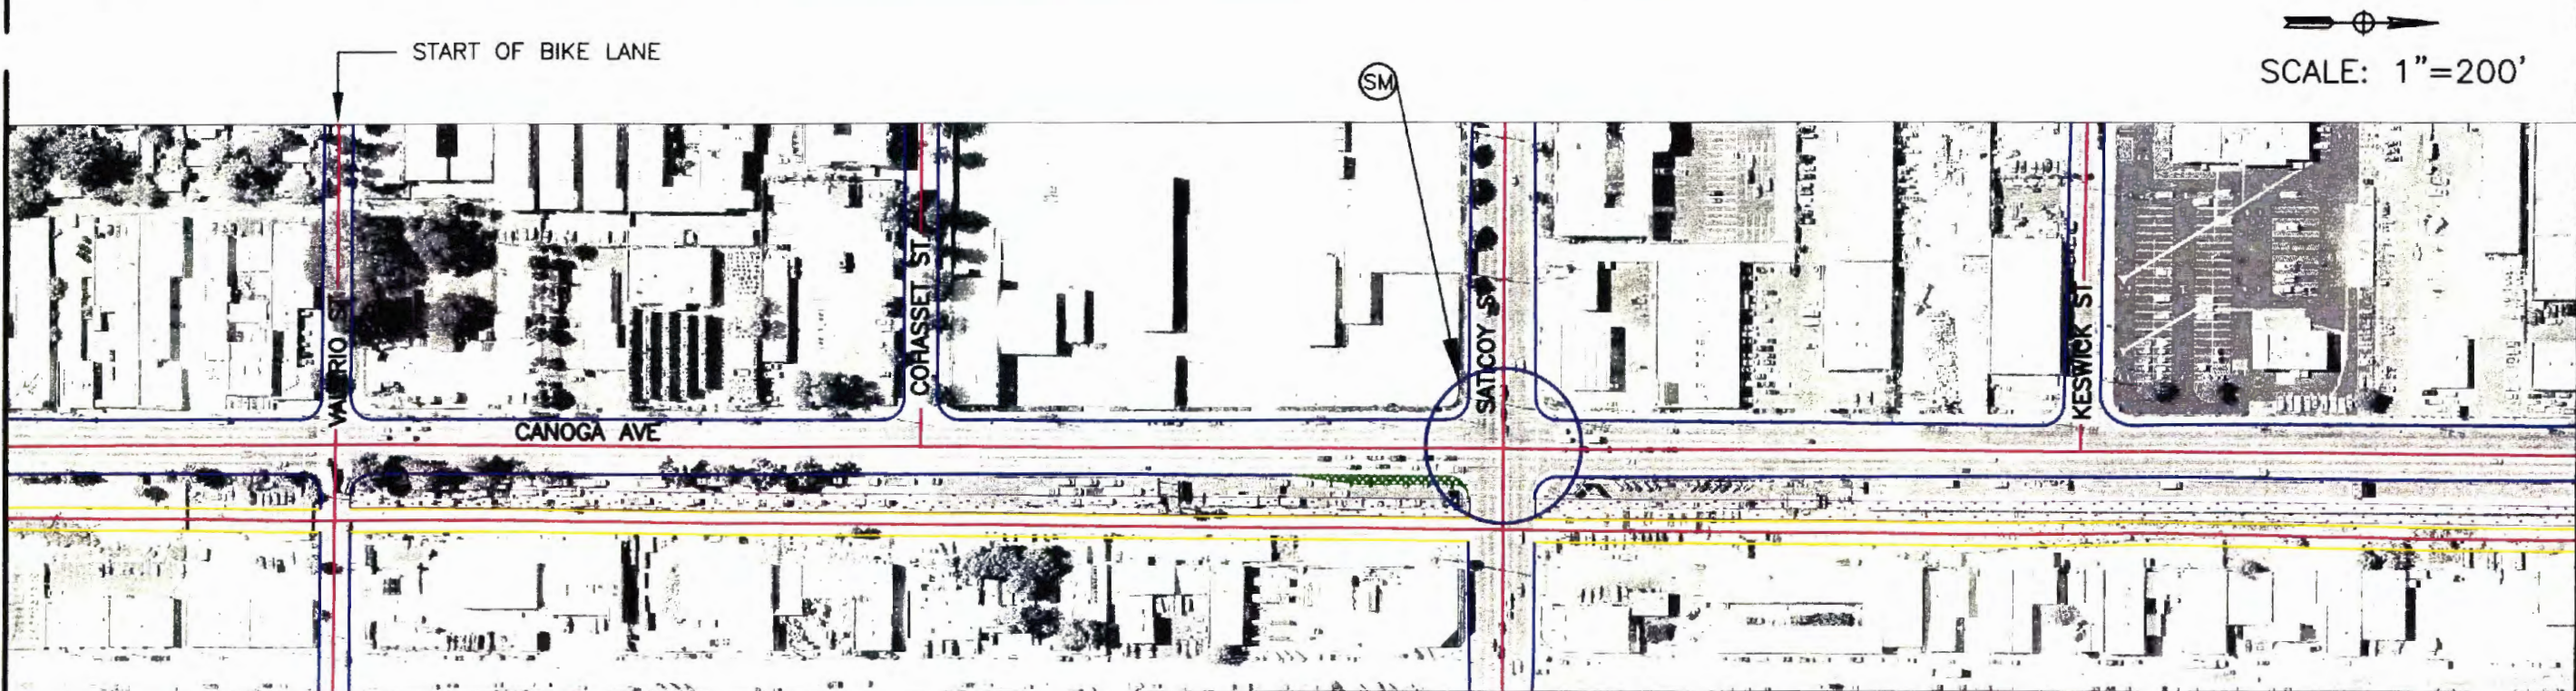 START OF BIKE LANE
SM
SCALE: 1"=200'
VALERIO ST
CANOGA AVE
COHASSET ST
SATICOY ST
KESWICK ST